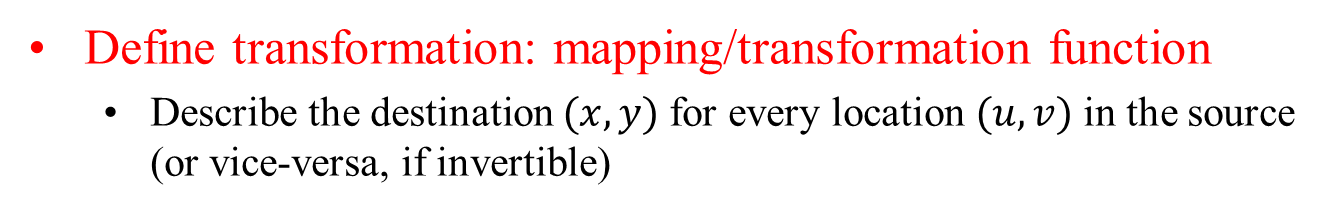 • Define transformation: mapping/transformation function
• Describe the destination (x, y) for every location (u, v) in the source
(or vice-versa, if invertible)